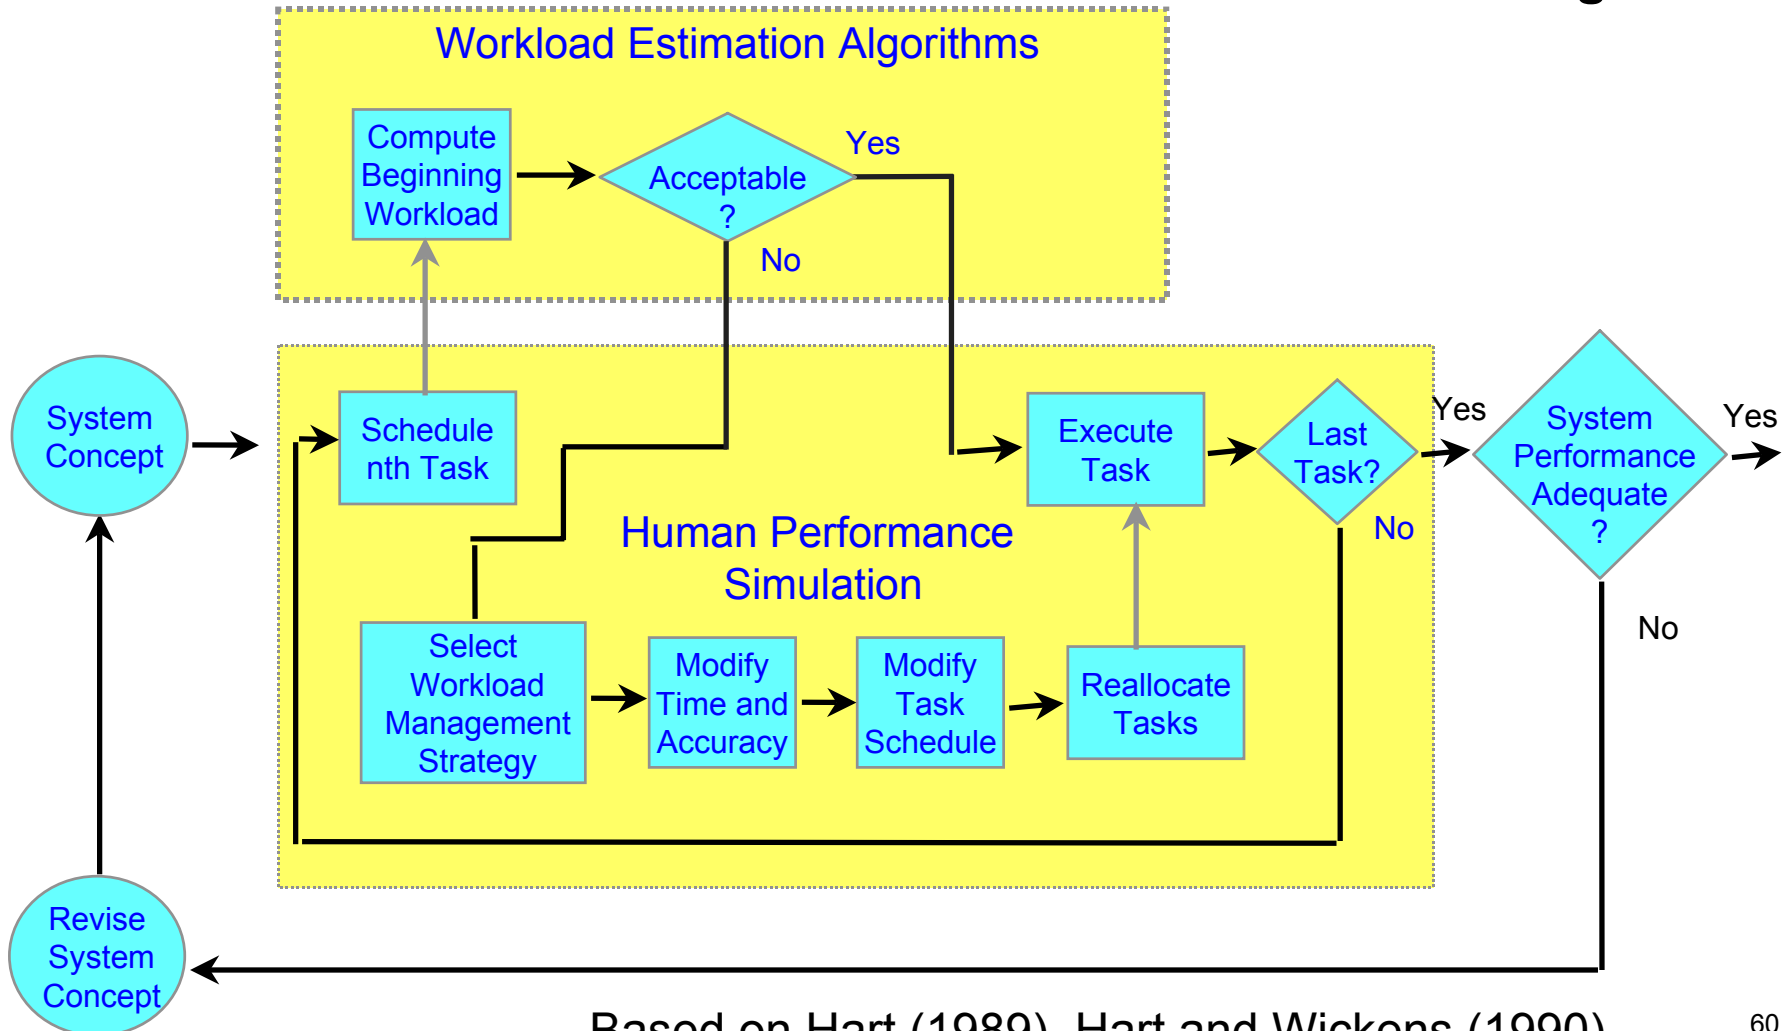 Workload Estimation Algorithms
Compute
Beginning
Workload
Acceptable
?
Yes
No
System
Concept
Schedule
nth Task
Execute
Task
Last
Task?
Yes
No
System
Performance
Adequate
?
Yes
No
Human Performance
Simulation
Select
Workload
Management
Strategy
Modify
Time and
Accuracy
Modify
Task
Schedule
Reallocate
Tasks
Revise
System
Concept
Based on Hart (1989), Hart and Wickens (1990)
60